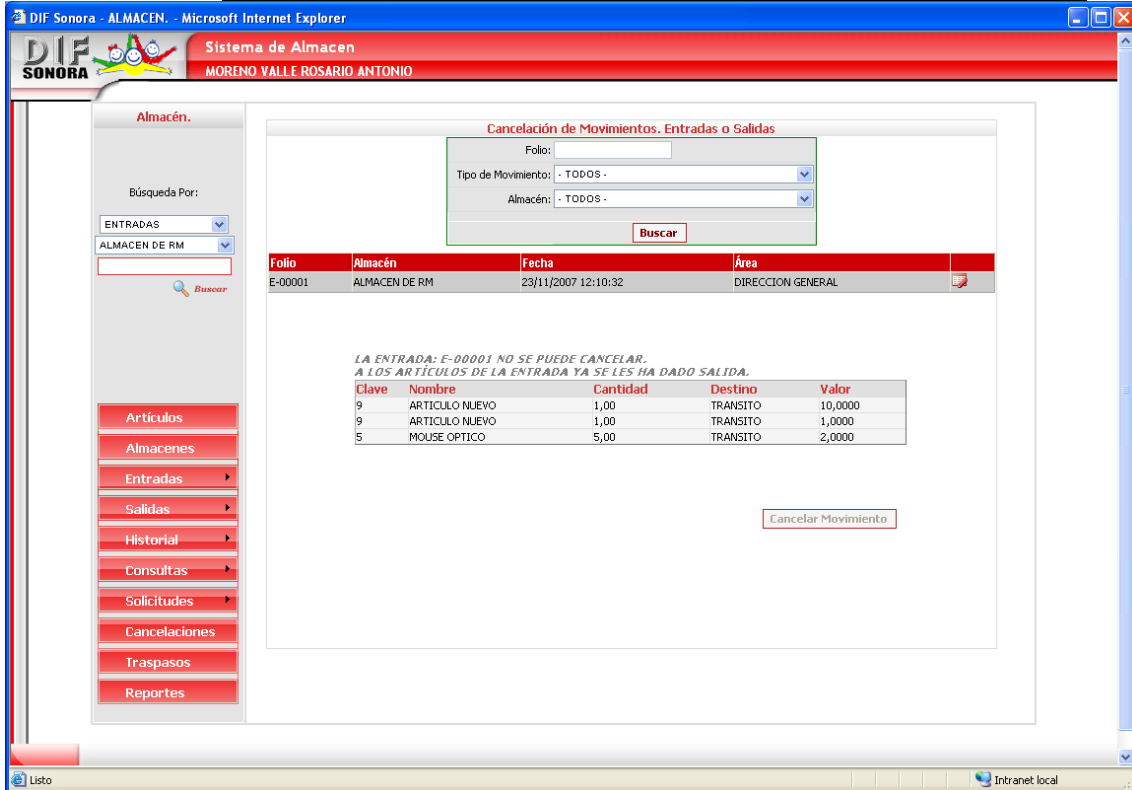 DIF Sonora - ALMACEN. - Microsoft Internet Explorer
DIF
SONORA
Sistema de Almacen
MORENO VALLE ROSARIO ANTONIO
Almacén.
Búsqueda Por:
ENTRADAS
ALMACEN DE RM
Buscar
Artículos
Almacenes
Entradas
Salidas
Historial
Consultas
Solicitudes
Cancelaciones
Traspasos
Reportes
Cancelación de Movimientos. Entradas o Salidas
Folio:
Tipo de Movimiento: - TODOS -
Almacén: - TODOS -
Buscar
Folio Almacén Fecha Área
E-00001 ALMACEN DE RM 23/11/2007 12:10:32 DIRECCION GENERAL
LA ENTRADA: E-00001 NO SE PUEDE CANCELAR.
A LOS ARTÍCULOS DE LA ENTRADA YA SE LES HA DADO SALIDA.
Clave Nombre Cantidad Destino Valor
9 ARTICULO NUEVO 1,00 TRANSITO 10,0000
9 ARTICULO NUEVO 1,00 TRANSITO 1,0000
5 MOUSE OPTICO 5,00 TRANSITO 2,0000
Cancelar Movimiento
Listo
Intranet local